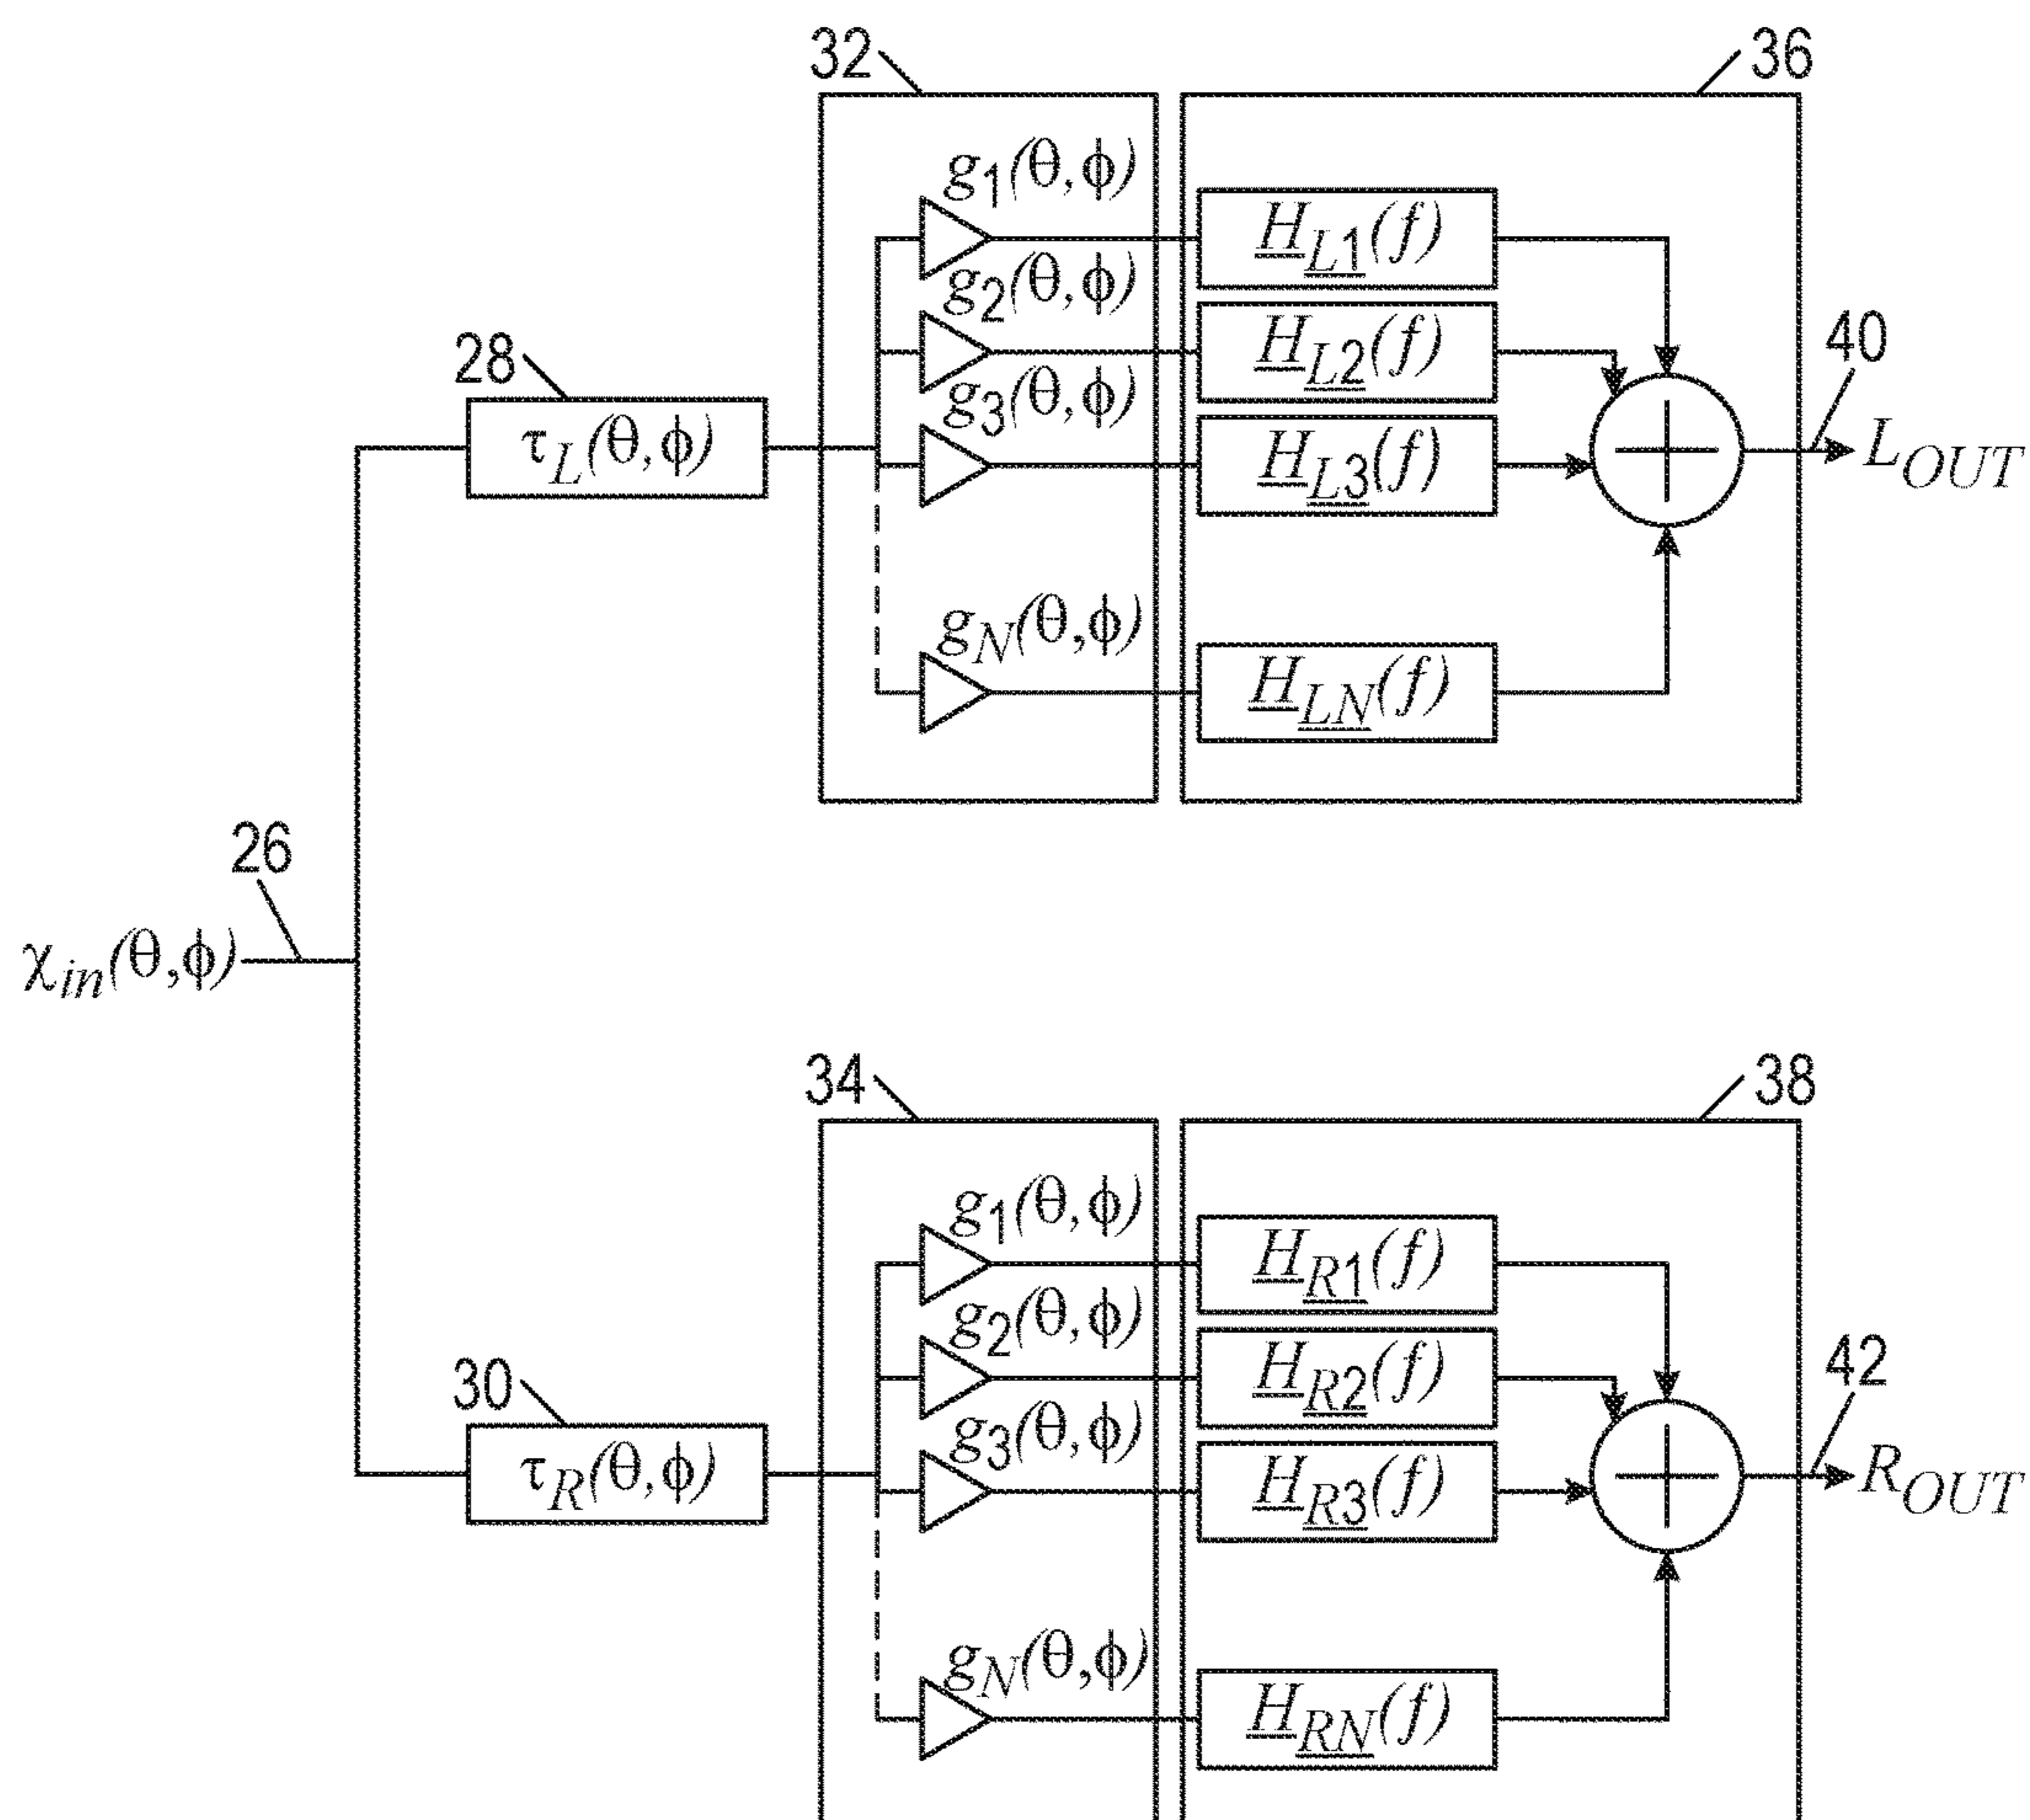 32
36
g1(θ,ϕ)
HL1(f)
g2(θ,ϕ)
HL2(f)
28
40
g3(θ,ϕ)
τL(θ,ϕ)
HL3(f)
LOUT
gN(θ,ϕ)
HLN(f)
26
χin(θ,ϕ)
34
38
g1(θ,ϕ)
HR1(f)
g2(θ,ϕ)
HR2(f)
30
42
g3(θ,ϕ)
τR(θ,ϕ)
HR3(f)
ROUT
gN(θ,ϕ)
HRN(f)